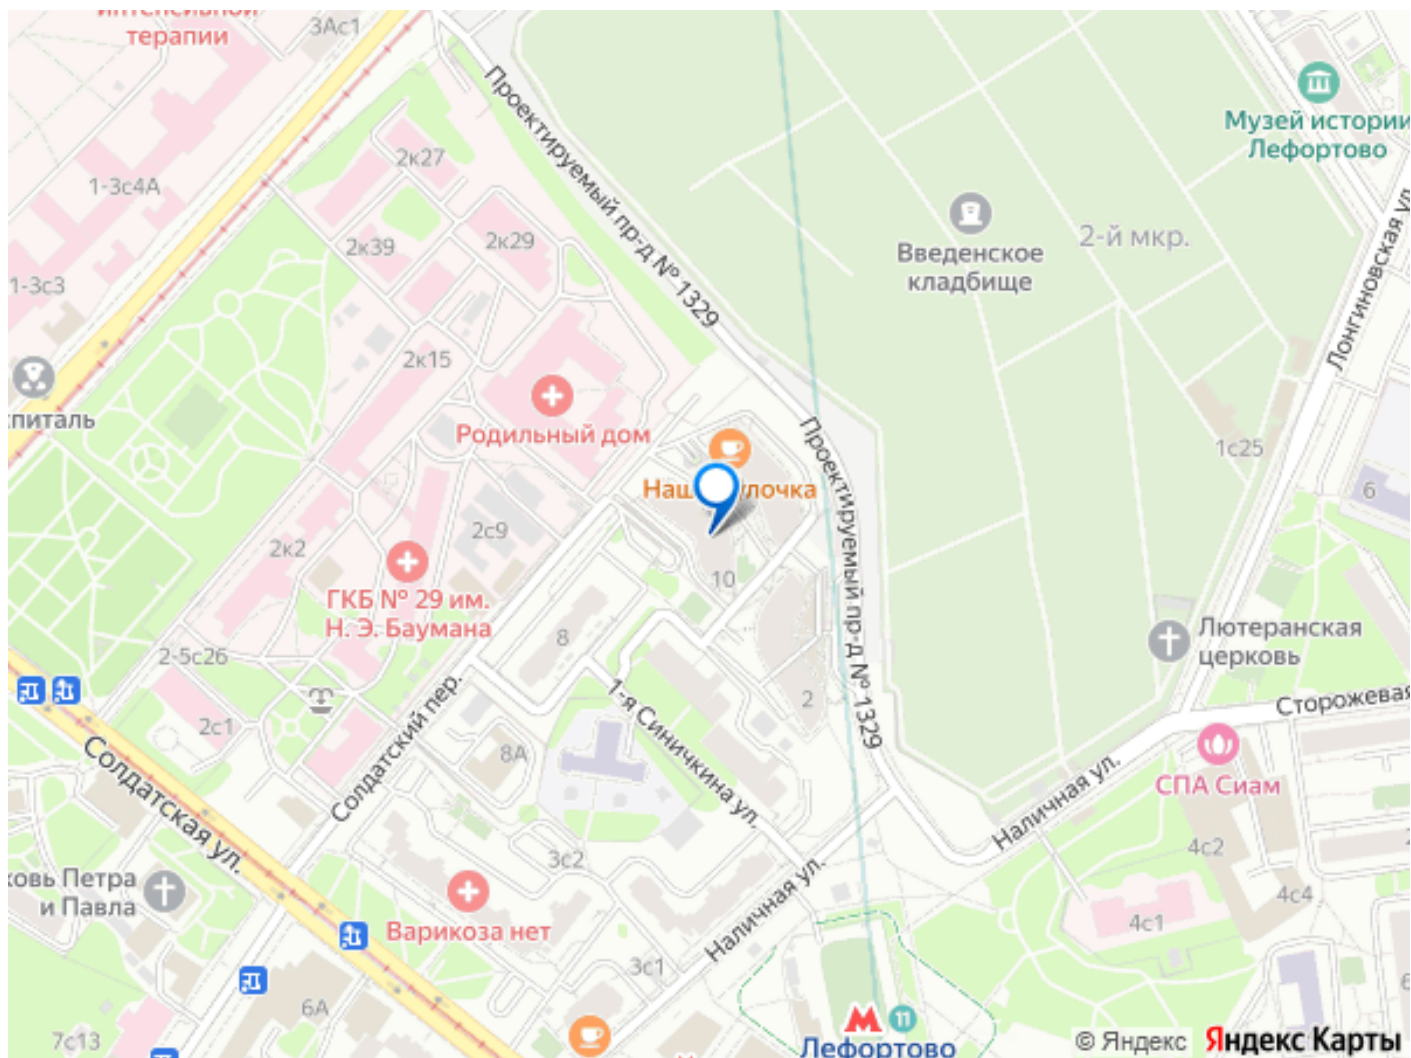 интенсивной
терапии
3Ас1
1-3с4А
1-3с3
2к27
2к39
2к29
2к15
Проектируемый пр-д № 1329
Музей истории
Лефортово
Введенское
кладбище
2-й мкр.
Лонгиновская ул.
спиталь
Родильный дом
1с25
6
2с9
2к2
10
ГКБ № 29 им.
Н. Э. Баумана
8
Проектируемый пр-д № 1329
Лютеранская
церковь
2-5с26
2с1
Солдатский пер.
1-я Синичкина ул.
2
8А
Сторожевая
СПА Сиам
Солдатская ул.
Наличная ул.
3с2
4с2
4с4
4с1
ковь Петра
и Павла
Варикоза нет
Наличная ул.
3с1
6А
7с13
11
Лефортово
© Яндекс Яндекс Карты